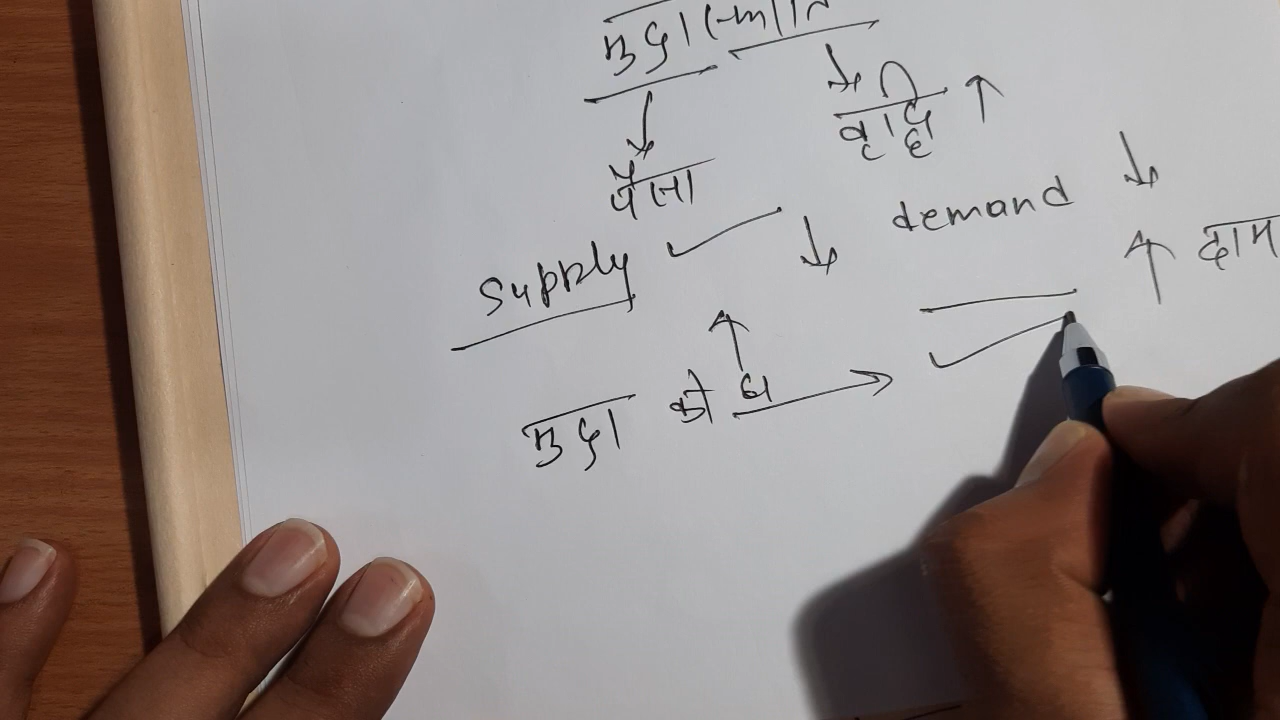 मुद्रा स्फीति
पैसा वृद्धि
supply demand दाम
मुद्रा को